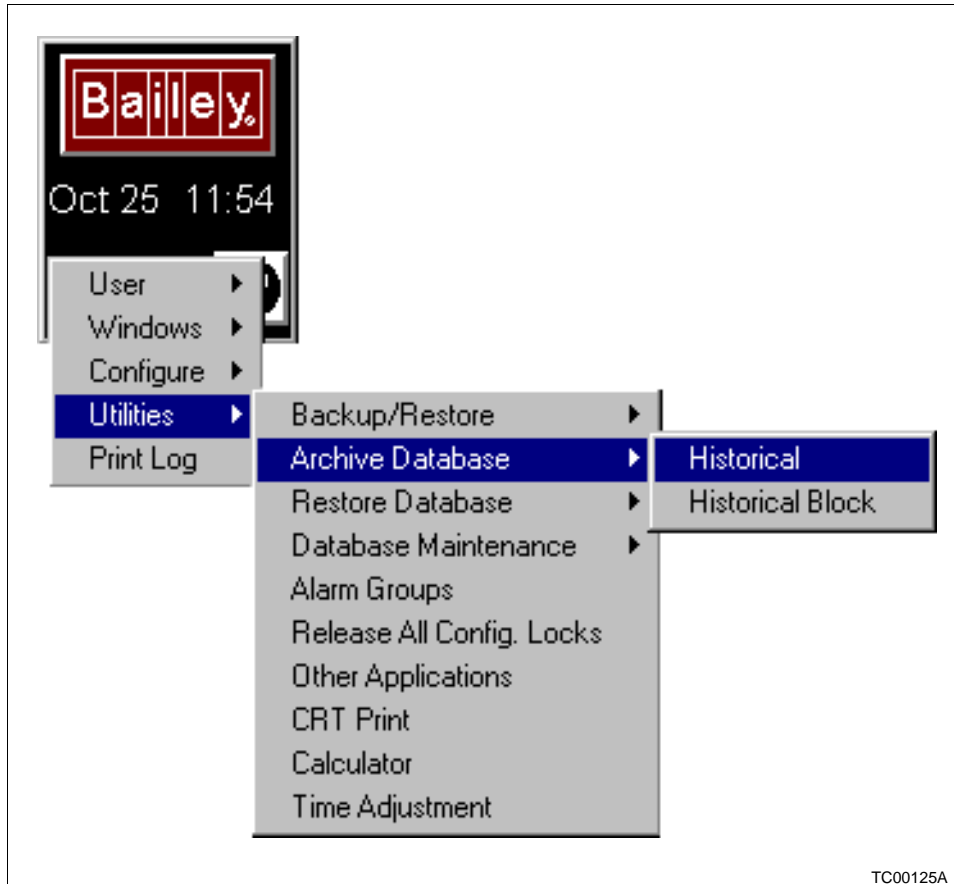 Bailey®
Oct 25 11:54
User
Windows
Configure
Utilities
Print Log
Backup/Restore
Archive Database
Restore Database
Database Maintenance
Alarm Groups
Release All Config. Locks
Other Applications
CRT Print
Calculator
Time Adjustment
Historical
Historical Block
TC00125A